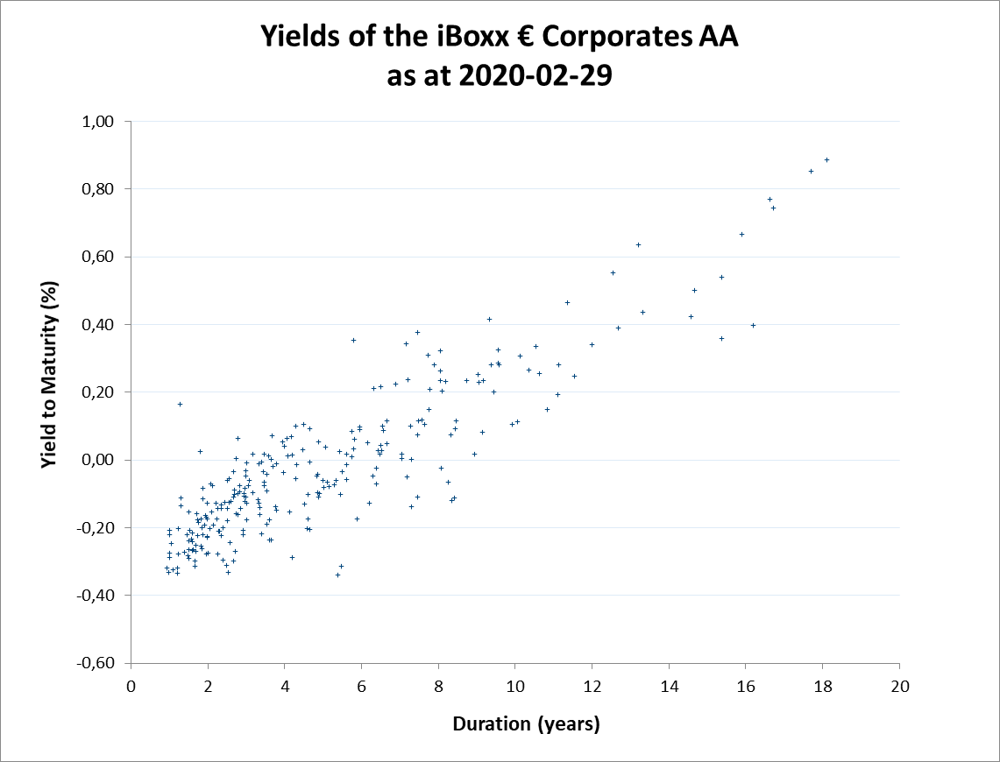 Yields of the iBoxx € Corporates AA
as at 2020-02-29
1,00
0,80
0,60
0,40
0,20
0,00
-0,20
-0,40
-0,60
Yield to Maturity (%)
0 2 4 6 8 10 12 14 16 18 20
Duration (years)